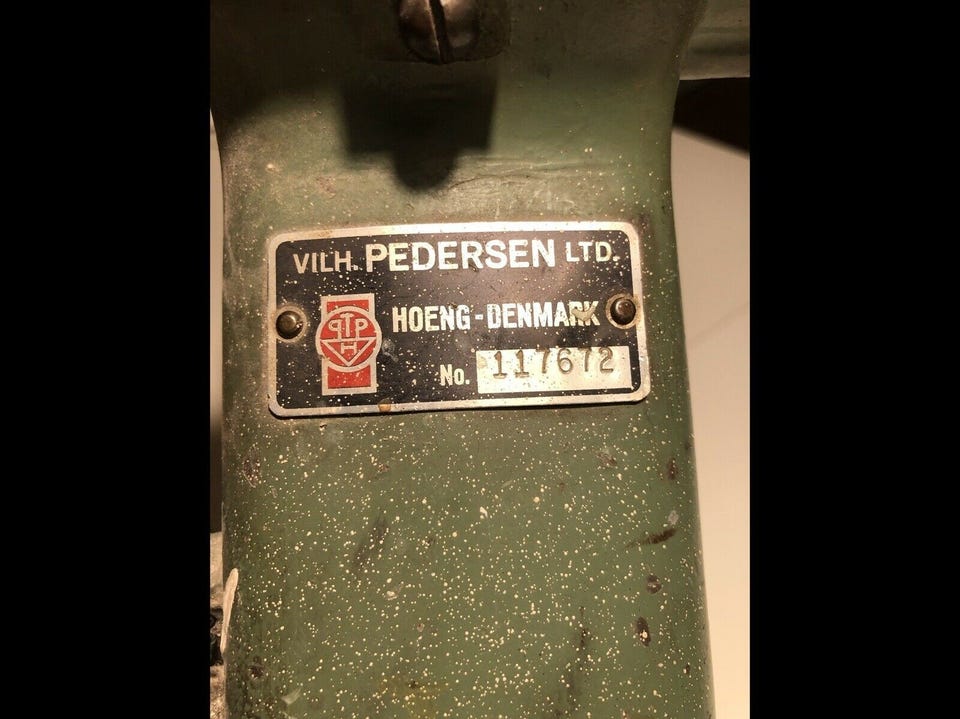 VILH. PEDERSEN LTD.
HOENG-DENMARK
No. 117672